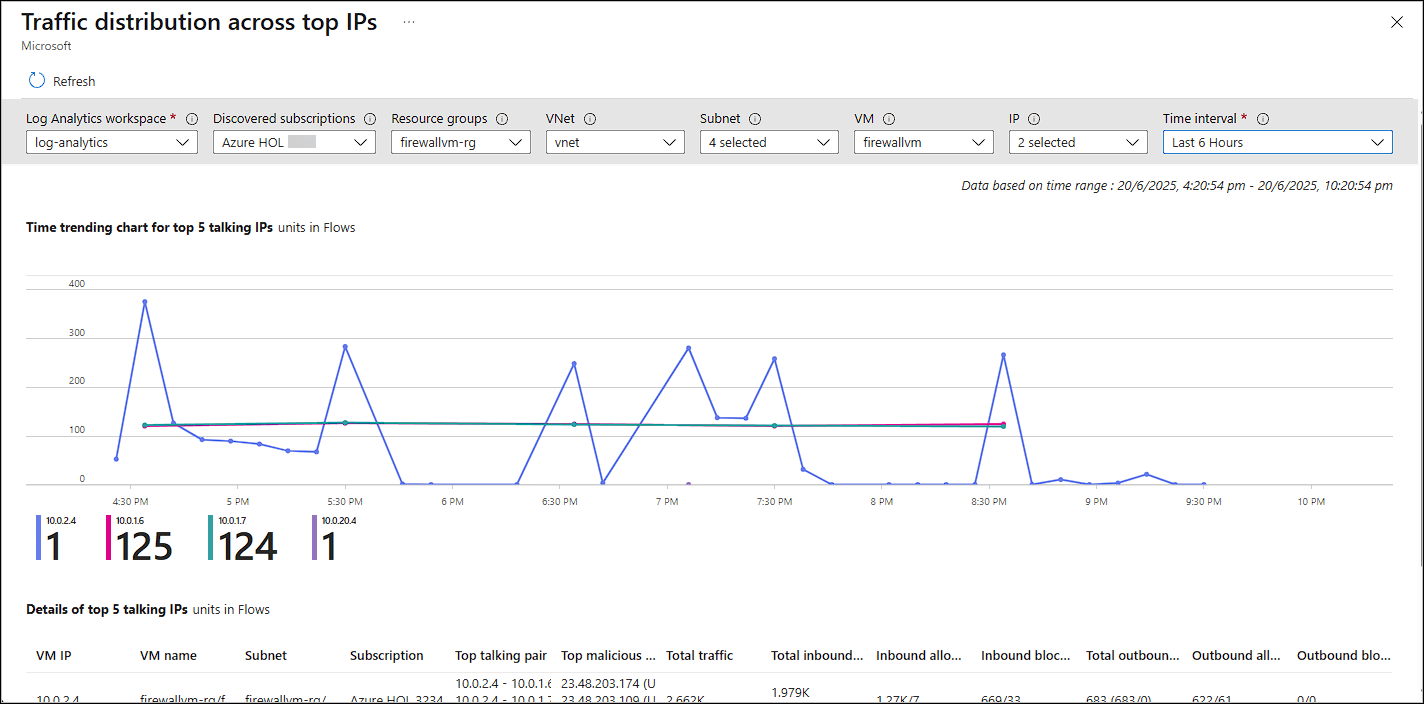 Traffic distribution across top IPs ...
Microsoft
Refresh
Log Analytics workspace * Discovered subscriptions Resource groups VNet Subnet VM IP Time interval *
log-analytics Azure HOL firewallvm-rg vnet 4 selected firewallvm 2 selected Last 6 Hours
Data based on time range : 20/6/2025, 4:20:54 pm - 20/6/2025, 10:20:54 pm
Time trending chart for top 5 talking IPs units in Flows
400
300
200
100
0
4:30 PM 5 PM 5:30 PM 6 PM 6:30 PM 7 PM 7:30 PM 8 PM 8:30 PM 9 PM 9:30 PM 10 PM
10.0.2.4 10.0.1.6 10.0.1.7 10.0.20.4
1 125 124 1
Details of top 5 talking IPs units in Flows
VM IP VM name Subnet Subscription Top talking pair Top malicious ... Total traffic Total inbound... Inbound allo... Inbound bloc... Total outboun... Outbound all... Outbound blo...
10.0.2.4 - 10.0.1.6 23.48.203.174 (U
1.979K
10.0.2.4 firewallvm-rg/f firewallvm-rg/ Azure HOL 3234 10.0.2.4 - 10.0.1.7 23.48.203.109 (U 2.662K 1.27K/7 669/33 683 (683/0) 622/61 0/0